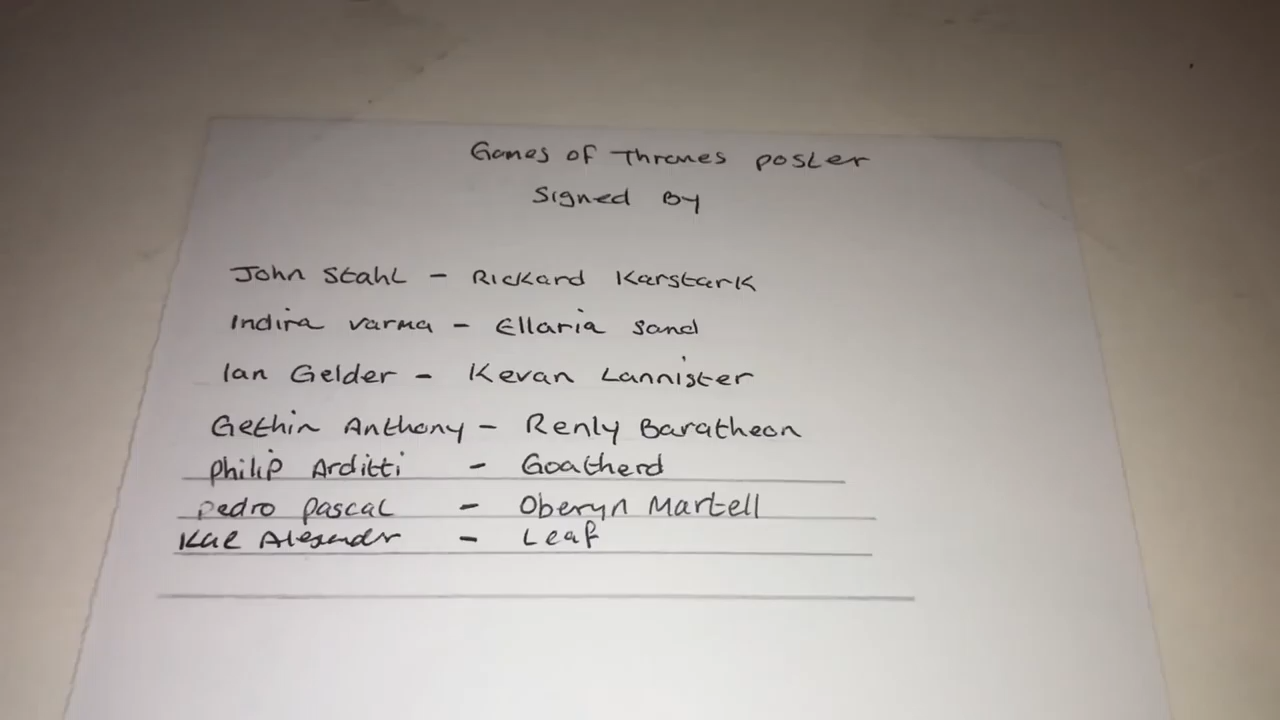 Games of Thrones poster
Signed By
John Stahl - Rickard Karstark
Indira varma - Ellaria Sand
Ian Gelder - Kevan Lannister
Gethin Anthony - Renly Baratheon
Philip Arditti - Goatherd
Pedro Pascal - Oberyn Martell
Kae Alexandr - Leaf